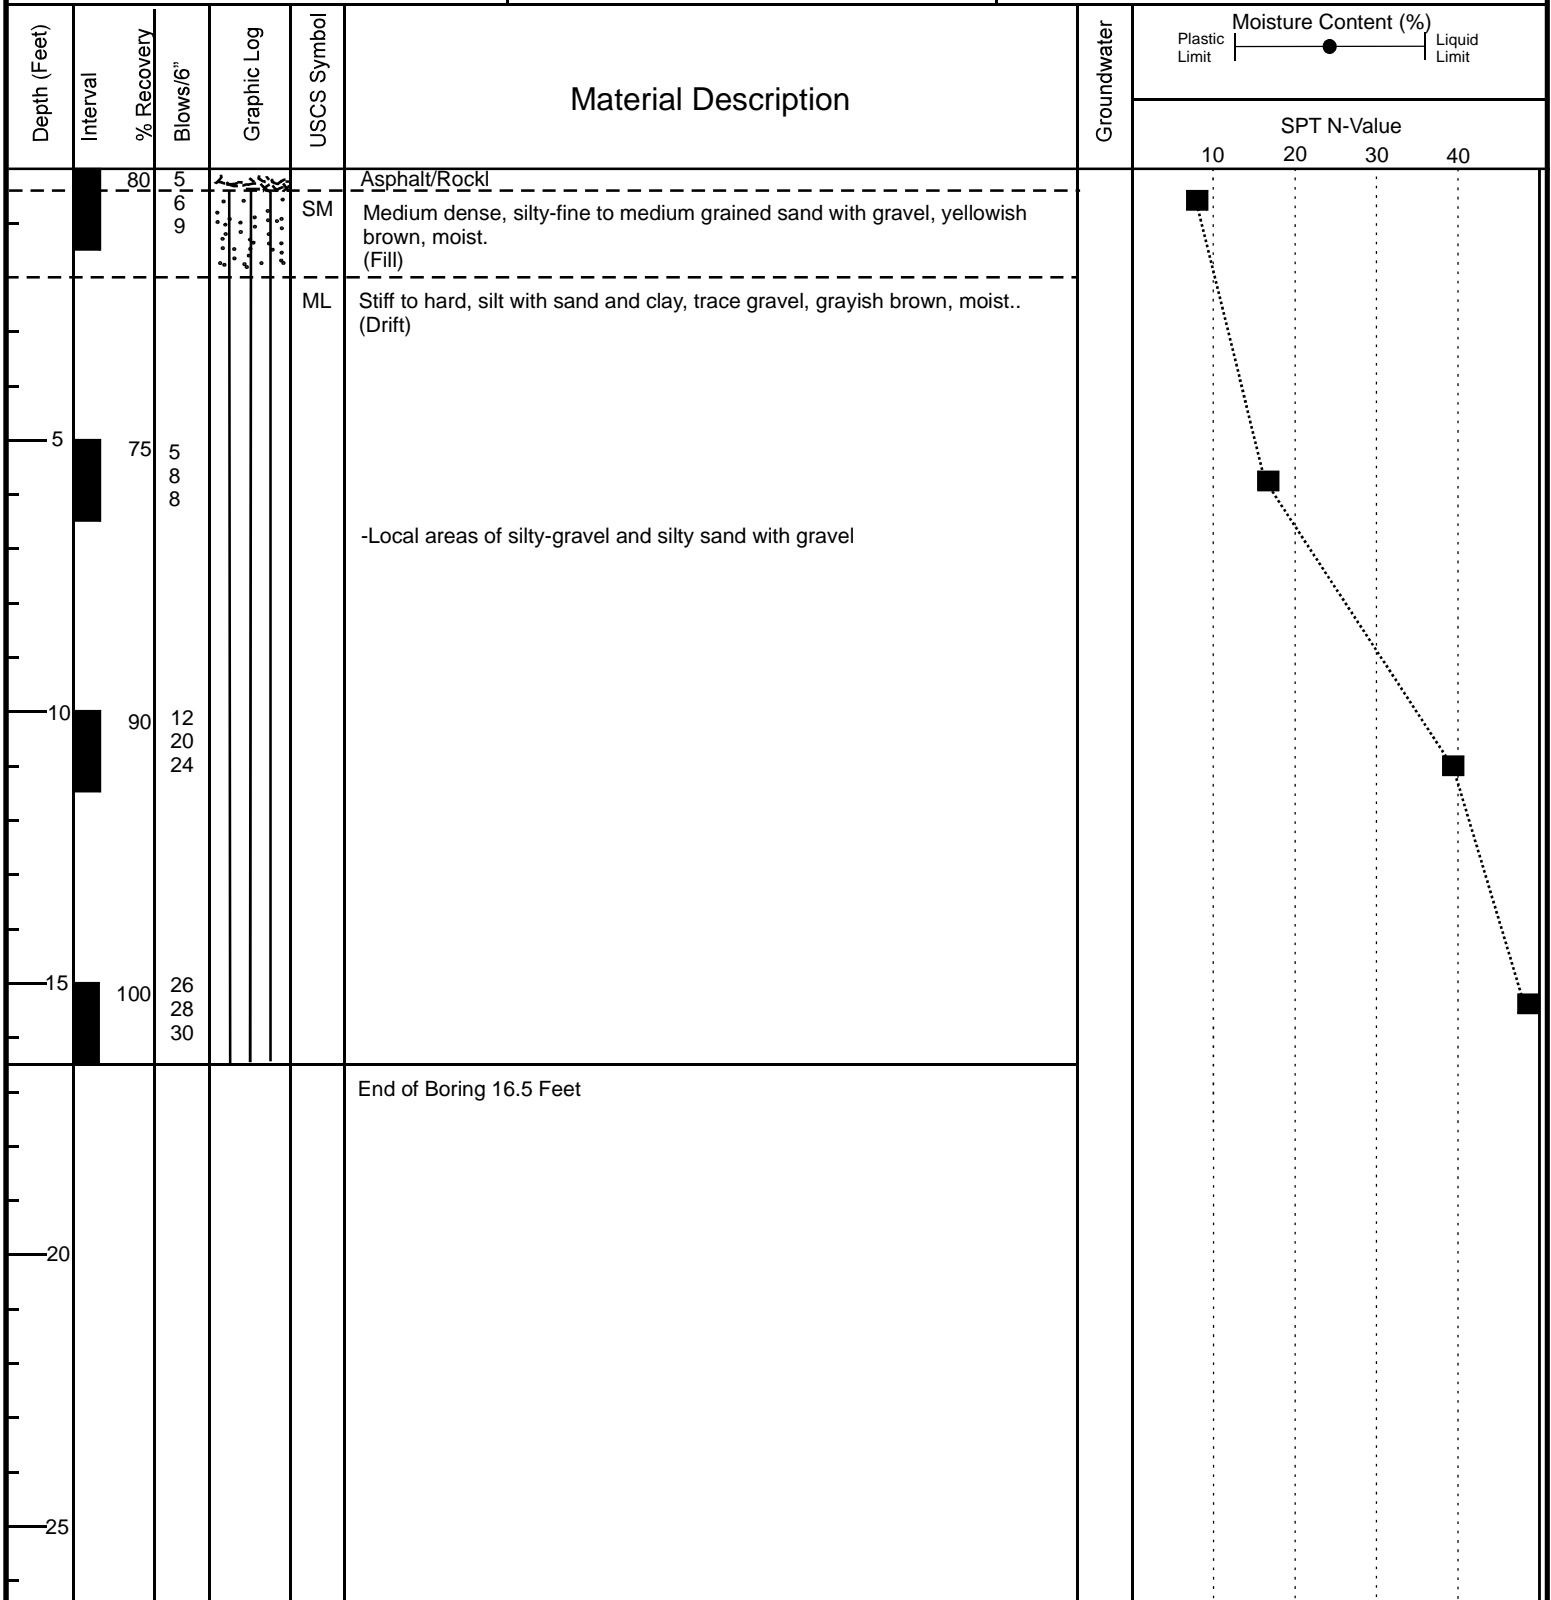 Depth (Feet)
Interval
% Recovery
Blows/6”
Graphic Log
USCS Symbol
Material Description
Groundwater
Moisture Content (%)
Plastic
Limit
Liquid
Limit
SPT N-Value
10 20 30 40
80 5
6
9
Asphalt/Rockl
SM
Medium dense, silty-fine to medium grained sand with gravel, yellowish
brown, moist.
(Fill)
ML
Stiff to hard, silt with sand and clay, trace gravel, grayish brown, moist..
(Drift)
5 75 5
8
8
-Local areas of silty-gravel and silty sand with gravel
10 90 12
20
24
15 100 26
28
30
End of Boring 16.5 Feet
20
25